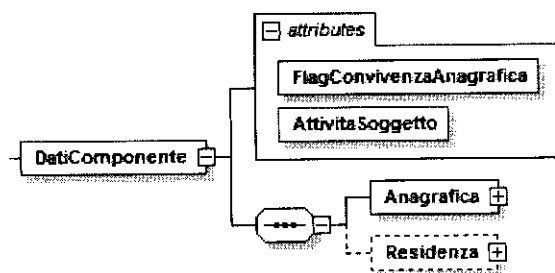 attributes
FlagConvivenzaAnagrafica
AttivitaSoggetto
DatiComponente
Anagrafica
Residenza